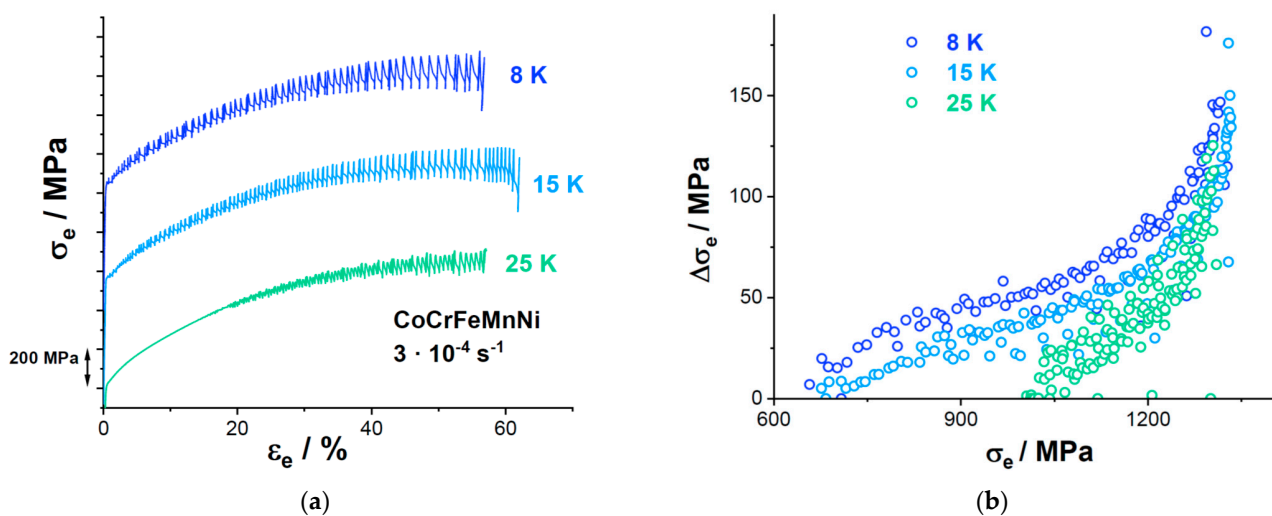 σe / MPa
200 MPa
8 K
15 K
25 K
CoCrFeMnNi
3 · 10⁻⁴ s⁻¹
0 20 40 60
εe / %
(a)
Δσe / MPa
150
100
50
0
8 K
15 K
25 K
600 900 1200
σe / MPa
(b)